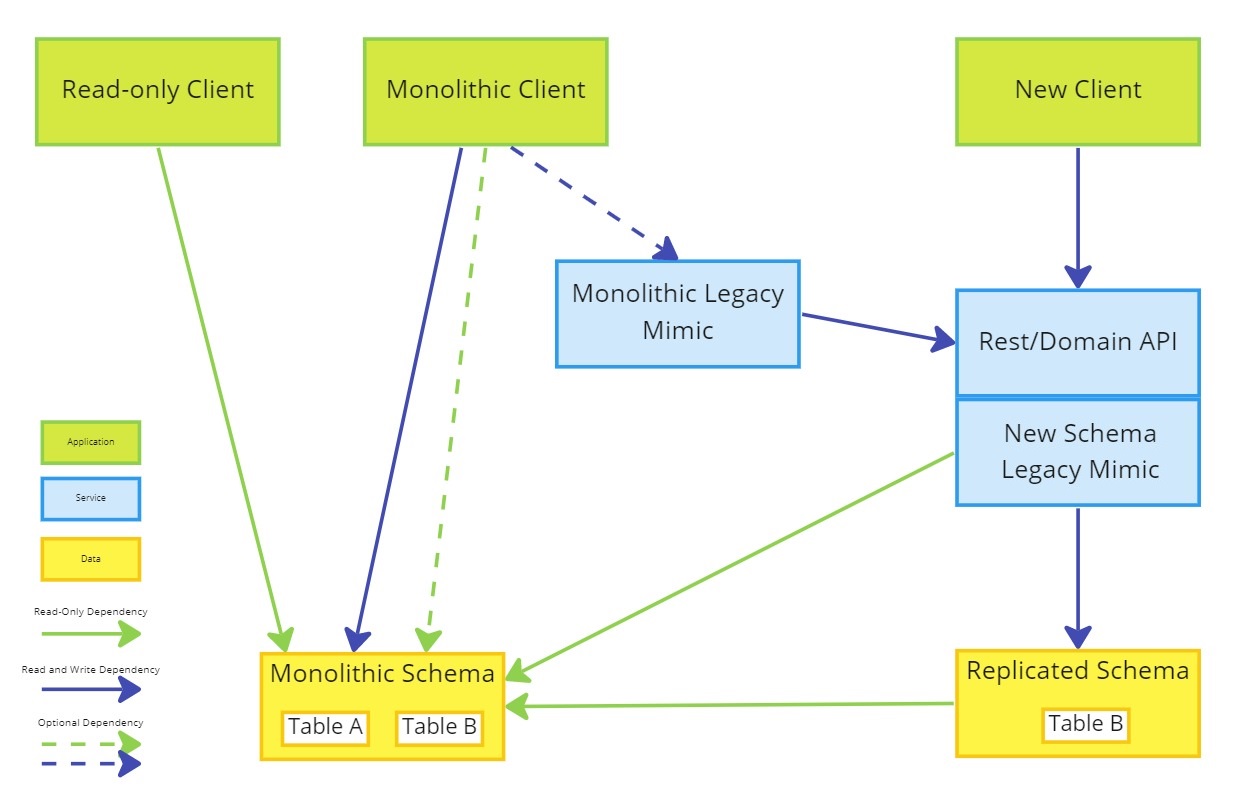 Read-only Client
Monolithic Client
New Client
Monolithic Legacy
Mimic
Rest/Domain API
New Schema
Legacy Mimic
Application
Service
Data
Read-Only Dependency
Read and Write Dependency
Optional Dependency
Monolithic Schema
Table A
Table B
Replicated Schema
Table B